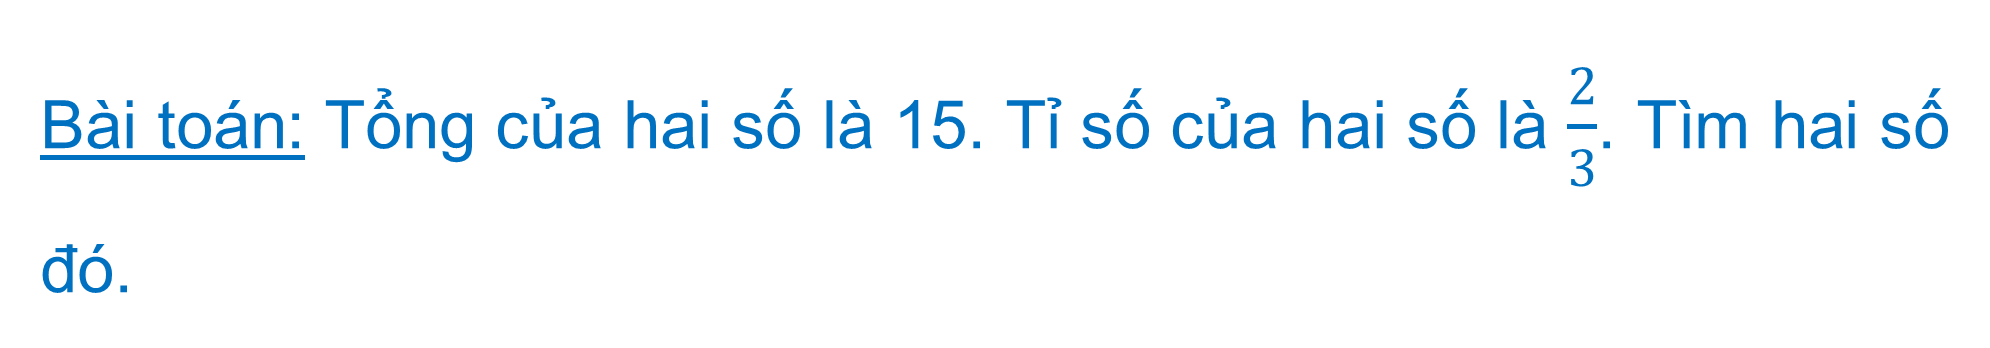 Bài toán: Tổng của hai số là 15. Tỉ số của hai số là 2/3. Tìm hai số
đó.